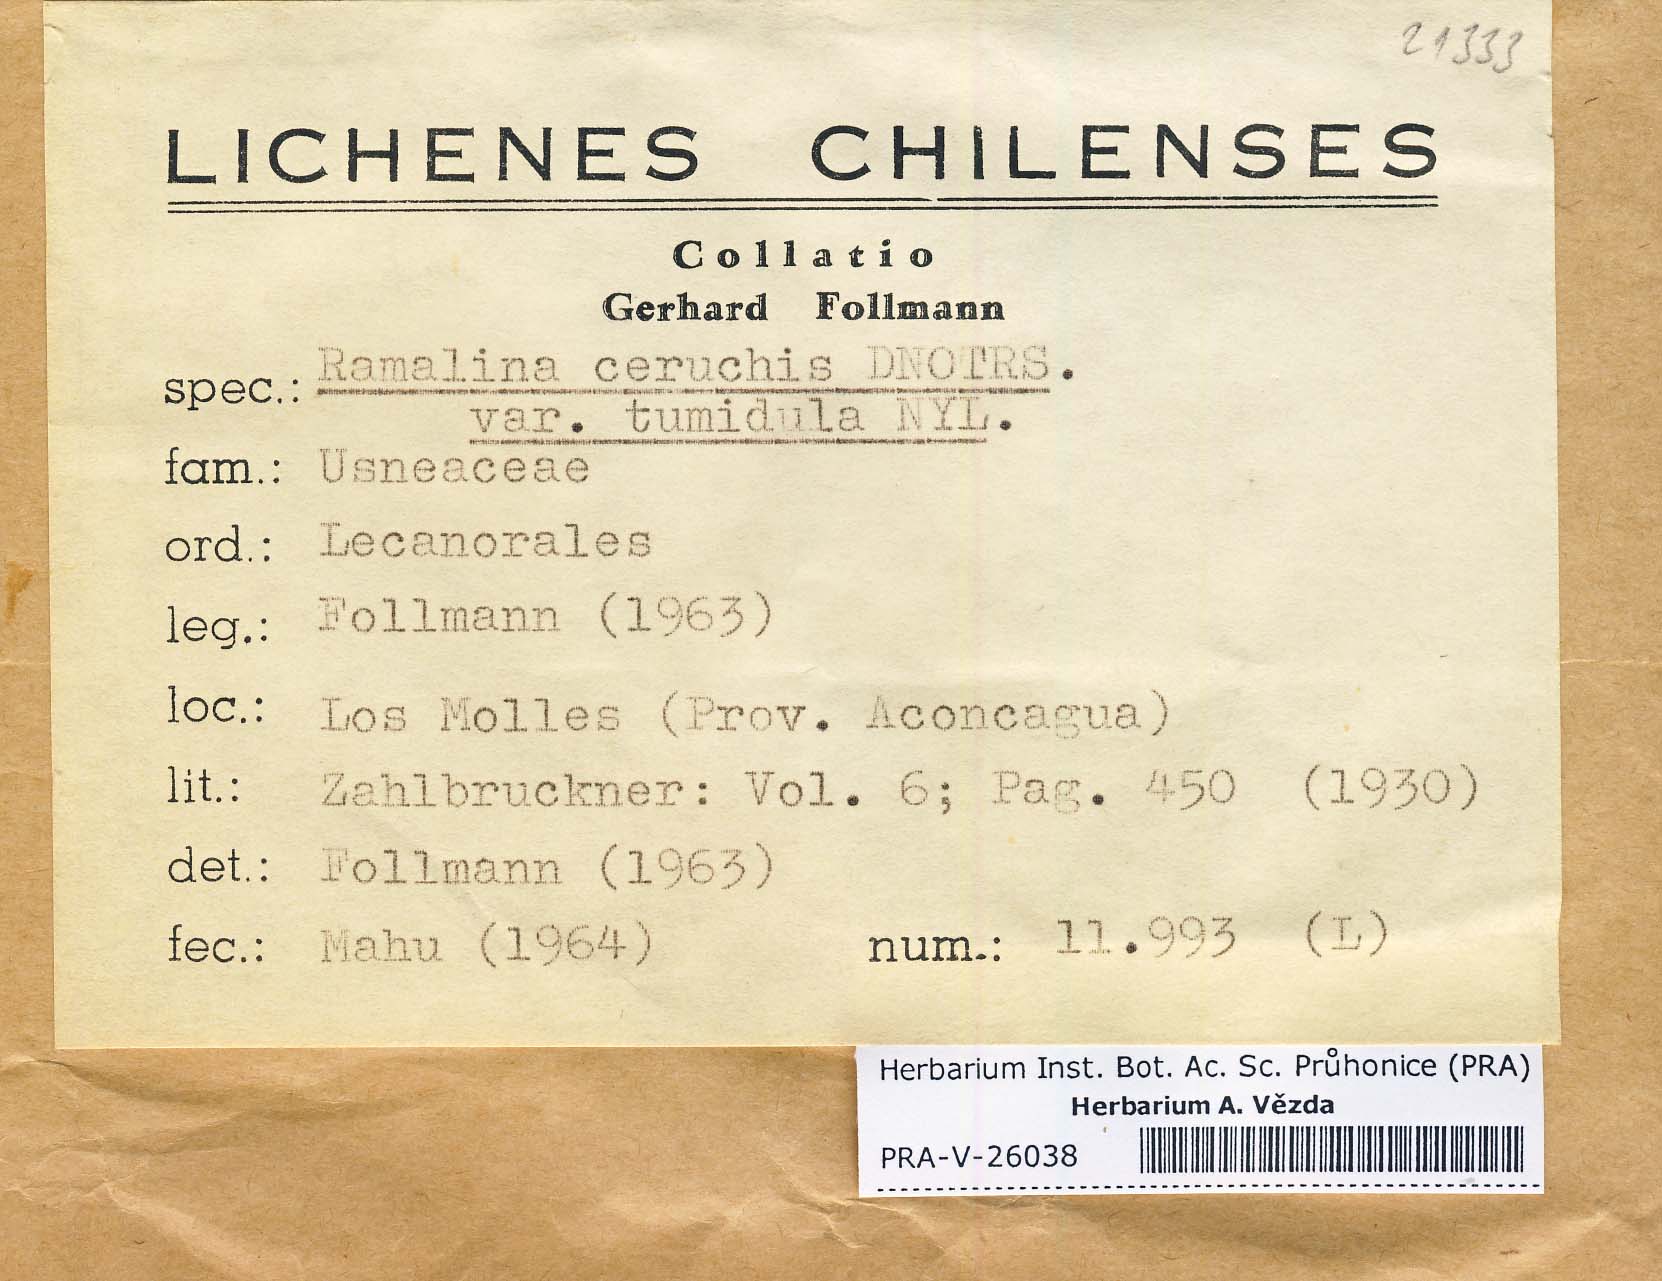 21333
LICHENES CHILENSES
Collatio
Gerhard Follmann
spec.: Ramalina ceruchis DNOTRS.
var. tumidula NYL.
fam.: Usneaceae
ord.: Lecanorales
leg.: Follmann (1963)
loc.: Los Molles (Prov. Aconcagua)
lit.: Zahlbruckner: Vol. 6; Pag. 450 (1930)
det.: Follmann (1963)
fec.: Mahu (1964) num.: 11.993 (L)
Herbarium Inst. Bot. Ac. Sc. Průhonice (PRA)
Herbarium A. Vězda
PRA-V-26038